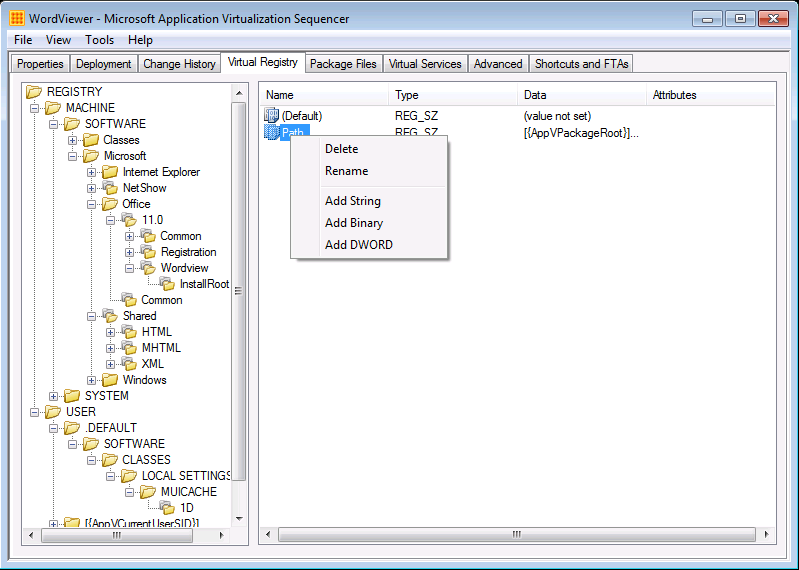 WordViewer - Microsoft Application Virtualization Sequencer
File View Tools Help
Properties Deployment Change History Virtual Registry Package Files Virtual Services Advanced Shortcuts and FTAs
REGISTRY
MACHINE
SOFTWARE
Classes
Microsoft
Internet Explorer
NetShow
Office
11.0
Common
Registration
Wordview
InstallRoot
Common
Shared
HTML
MHTML
XML
Windows
SYSTEM
USER
.DEFAULT
SOFTWARE
CLASSES
LOCAL SETTINGS
MUICACHE
1D
[{AppVCurrentUserSID}]
Name Type Data Attributes
(Default) REG_SZ (value not set)
Path REG_SZ [{AppVPackageRoot}]...
Delete
Rename
Add String
Add Binary
Add DWORD